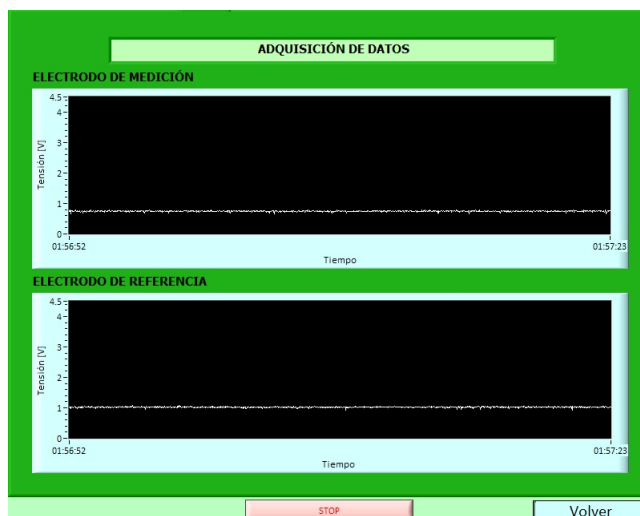 ADQUISICIÓN DE DATOS
ELECTRODO DE MEDICIÓN
4.5
4
3
2
1
0
Tensión [V]
01:56:52
01:57:23
Tiempo
ELECTRODO DE REFERENCIA
4.5
4
3
2
1
0
Tensión [V]
01:56:52
01:57:23
Tiempo
STOP
Volver